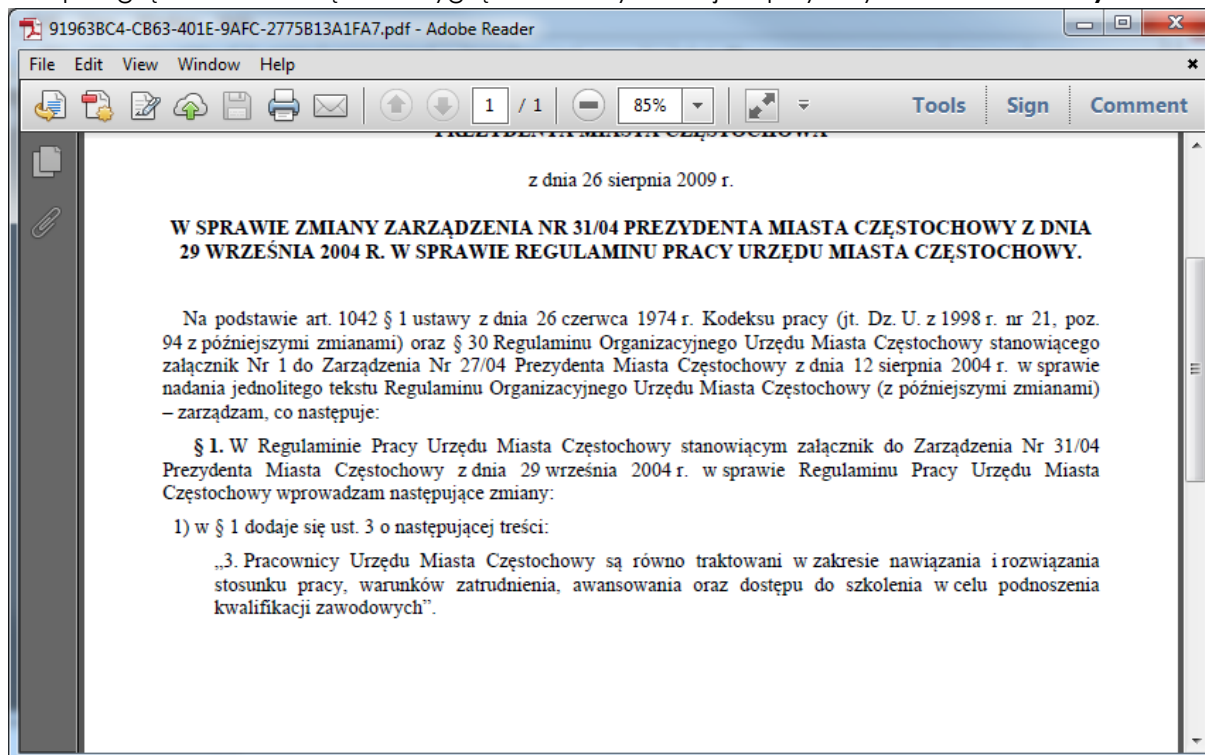 91963BC4-CB63-401E-9AFC-2775B13A1FA7.pdf - Adobe Reader
File Edit View Window Help
1 / 1 85% Tools Sign Comment
PREZYDENTA MIASTA CZĘSTOCHOWA
z dnia 26 sierpnia 2009 r.
W SPRAWIE ZMIANY ZARZĄDZENIA NR 31/04 PREZYDENTA MIASTA CZĘSTOCHOWY Z DNIA
29 WRZEŚNIA 2004 R. W SPRAWIE REGULAMINU PRACY URZĘDU MIASTA CZĘSTOCHOWY.
Na podstawie art. 1042 § 1 ustawy z dnia 26 czerwca 1974 r. Kodeksu pracy (jt. Dz. U. z 1998 r. nr 21, poz.
94 z późniejszymi zmianami) oraz § 30 Regulaminu Organizacyjnego Urzędu Miasta Częstochowy stanowiącego
załącznik Nr 1 do Zarządzenia Nr 27/04 Prezydenta Miasta Częstochowy z dnia 12 sierpnia 2004 r. w sprawie
nadania jednolitego tekstu Regulaminu Organizacyjnego Urzędu Miasta Częstochowy (z późniejszymi zmianami)
– zarządzam, co następuje:
§ 1. W Regulaminie Pracy Urzędu Miasta Częstochowy stanowiącym załącznik do Zarządzenia Nr 31/04
Prezydenta Miasta Częstochowy z dnia 29 września 2004 r. w sprawie Regulaminu Pracy Urzędu Miasta
Częstochowy wprowadzam następujące zmiany:
1) w § 1 dodaje się ust. 3 o następującej treści:
„3. Pracownicy Urzędu Miasta Częstochowy są równo traktowani w zakresie nawiązania i rozwiązania
stosunku pracy, warunków zatrudnienia, awansowania oraz dostępu do szkolenia w celu podnoszenia
kwalifikacji zawodowych”.